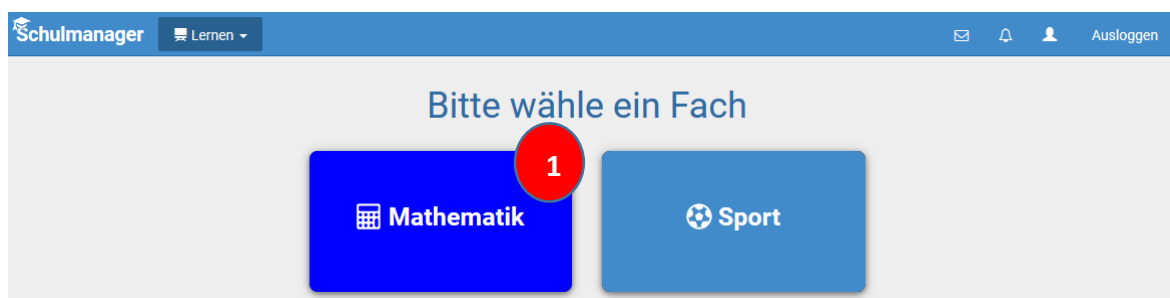 Schulmanager Lernen Ausloggen
Bitte wähle ein Fach
1
Mathematik Sport